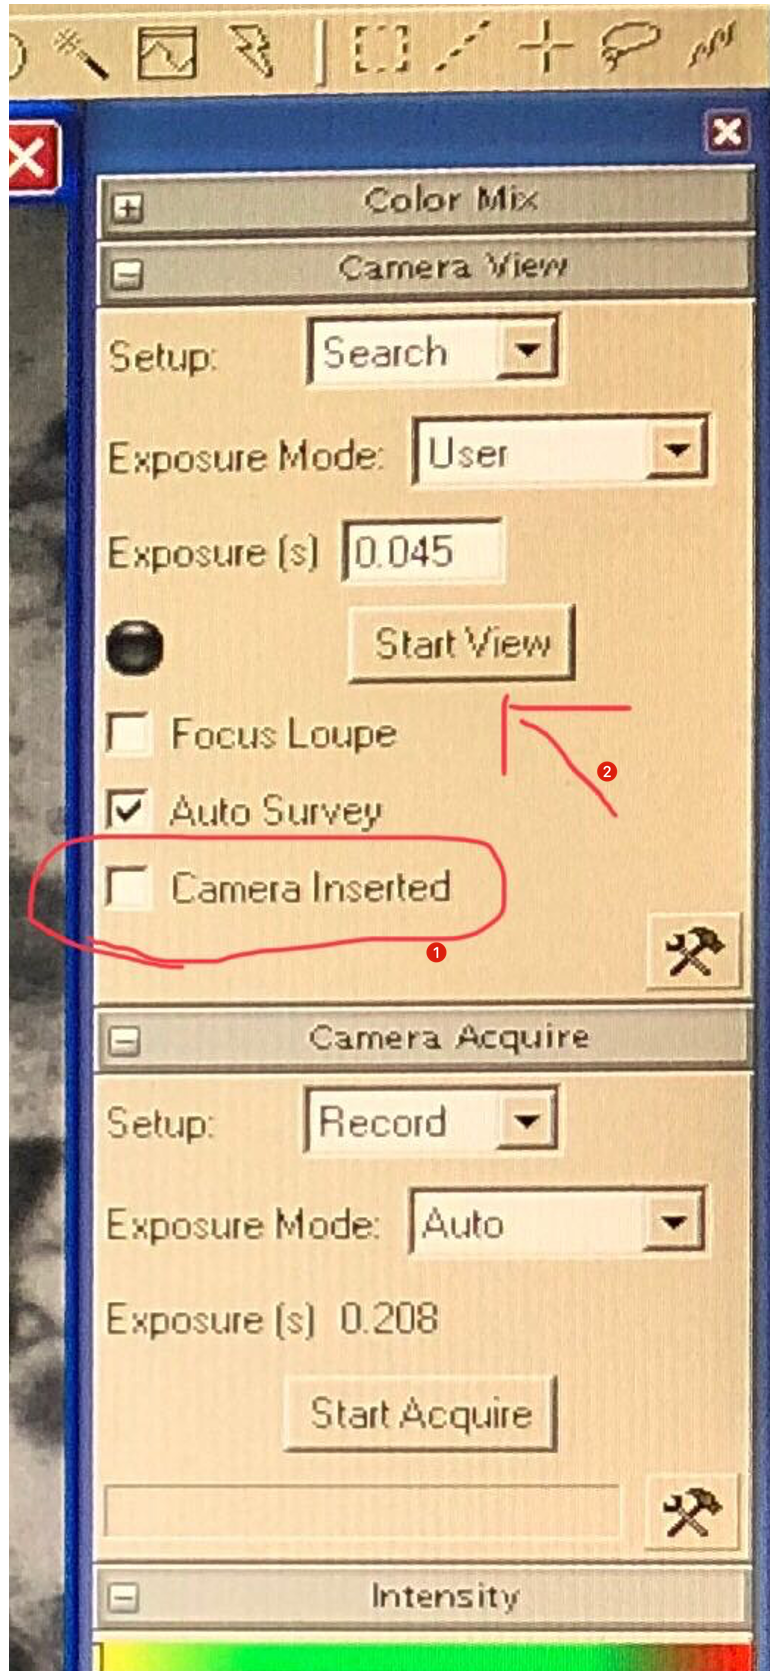 Color Mix
Camera View
Setup: Search
Exposure Mode: User
Exposure (s) 0.045
Start View
Focus Loupe
2
Auto Survey
Camera Inserted
1
Camera Acquire
Setup: Record
Exposure Mode: Auto
Exposure (s) 0.208
Start Acquire
Intensity